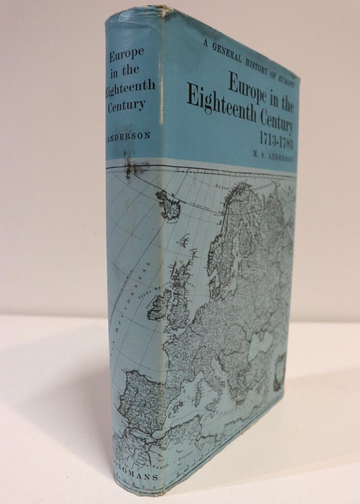 Europe
in the
Eighteenth
Century
ANDERSON
LONGMANS
A GENERAL HISTORY OF EUROPE
Europe in the
Eighteenth Century
1713-1783
M. S. ANDERSON